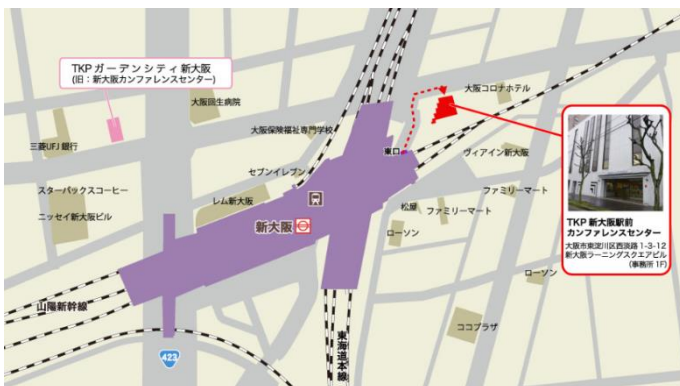 TKP ガーデンシティ 新大阪
(旧：新大阪カンファレンスセンター)
大阪回生病院
大阪コロナホテル
大阪保険福祉専門学校
三菱UFJ 銀行
東口
ヴィアイン新大阪
セブンイレブン
スターバックスコーヒー
レム新大阪
ファミリーマート
ニッセイ新大阪ビル
松屋
ファミリーマート
新大阪
ローソン
TKP 新大阪駅前
カンファレンスセンター
大阪市東淀川区西淡路 1-3-12
新大阪ラーニングスクエアビル
(事務所 1F)
ローソン
山陽新幹線
東海道本線
ココプラザ
423